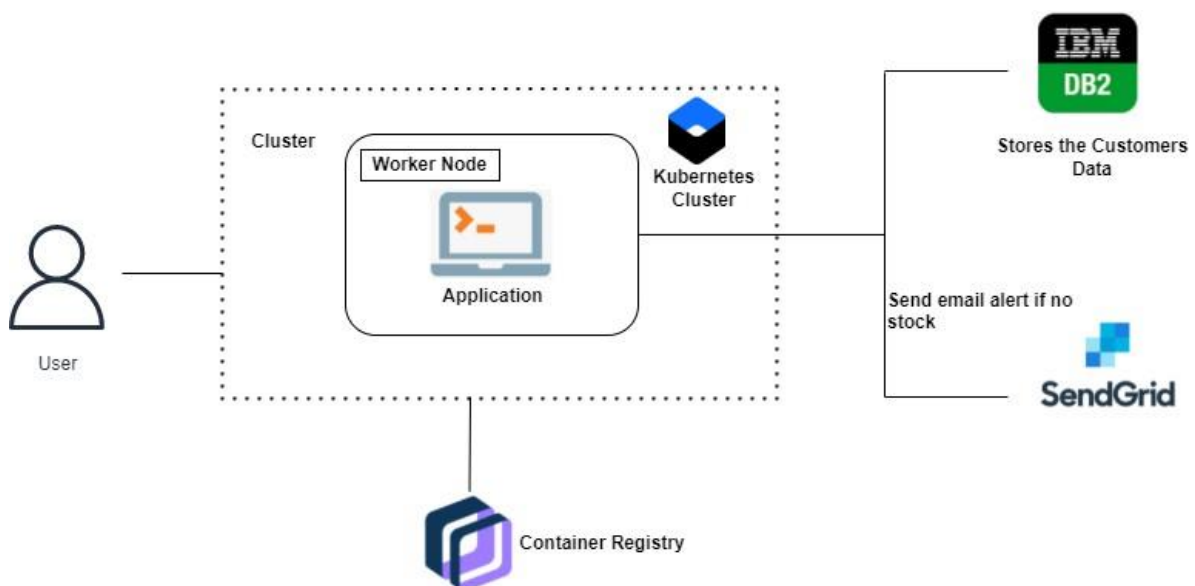 IBM
DB2
Stores the Customers
Data
Cluster
Worker Node
Kubernetes
Cluster
Application
Send email alert if no
stock
User
SendGrid
Container Registry